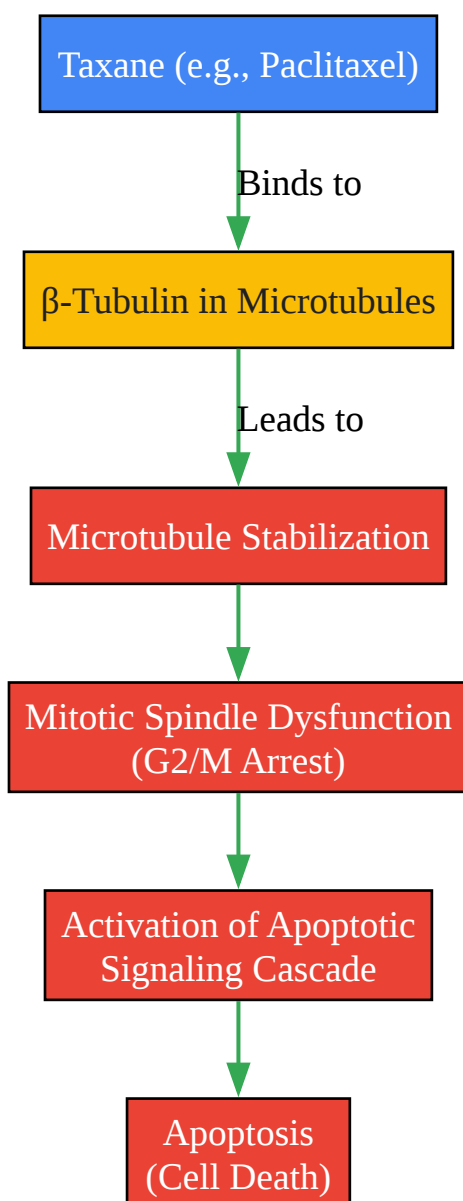 Taxane (e.g., Paclitaxel)
Binds to
β-Tubulin in Microtubules
Leads to
Microtubule Stabilization
Mitotic Spindle Dysfunction
(G2/M Arrest)
Activation of Apoptotic
Signaling Cascade
Apoptosis
(Cell Death)